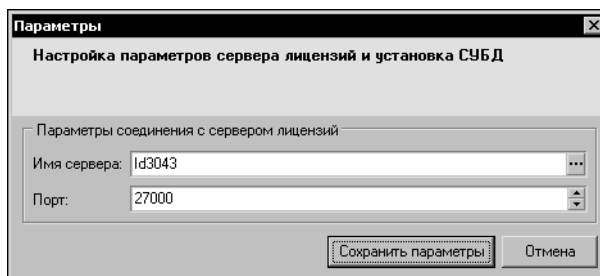 Параметры
Настройка параметров сервера лицензий и установка СУБД
Параметры соединения с сервером лицензий
Имя сервера: ld3043 ...
Порт: 27000
Сохранить параметры Отмена